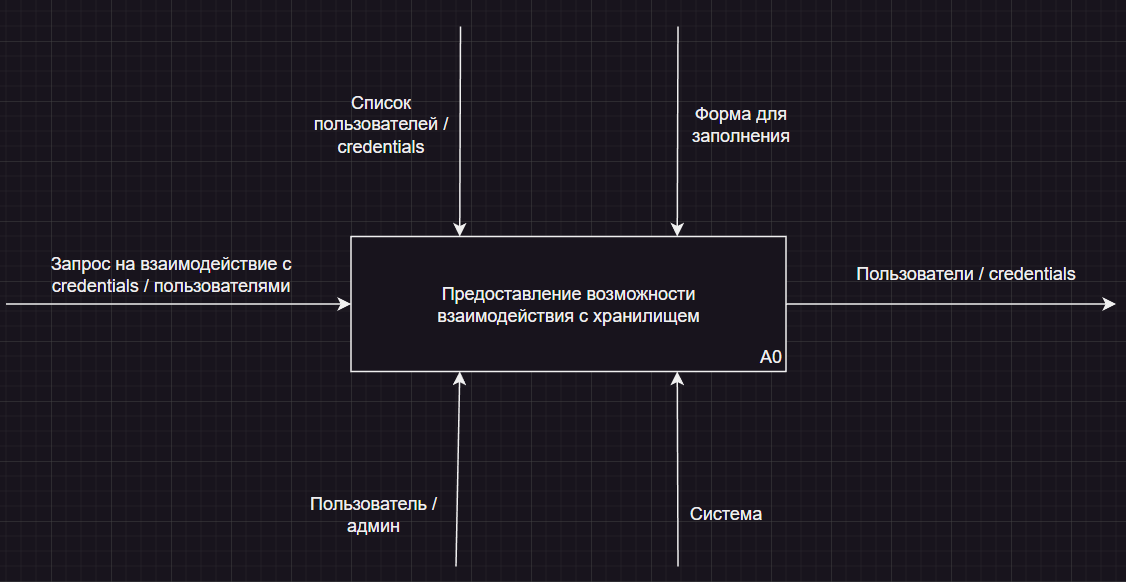 Список
пользователей /
credentials
Форма для
заполнения
Запрос на взаимодействие с
credentials / пользователями
Предоставление возможности
взаимодействия с хранилищем
A0
Пользователи / credentials
Пользователь /
админ
Система